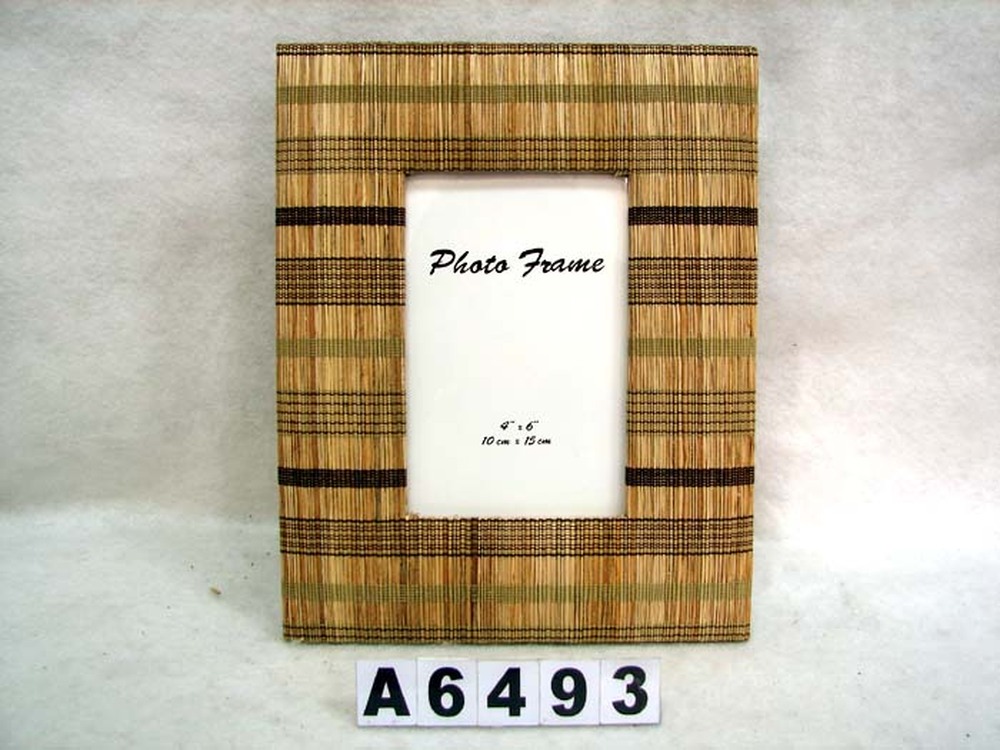 Photo Frame
4" x 6"
10 cm x 15 cm
A6493